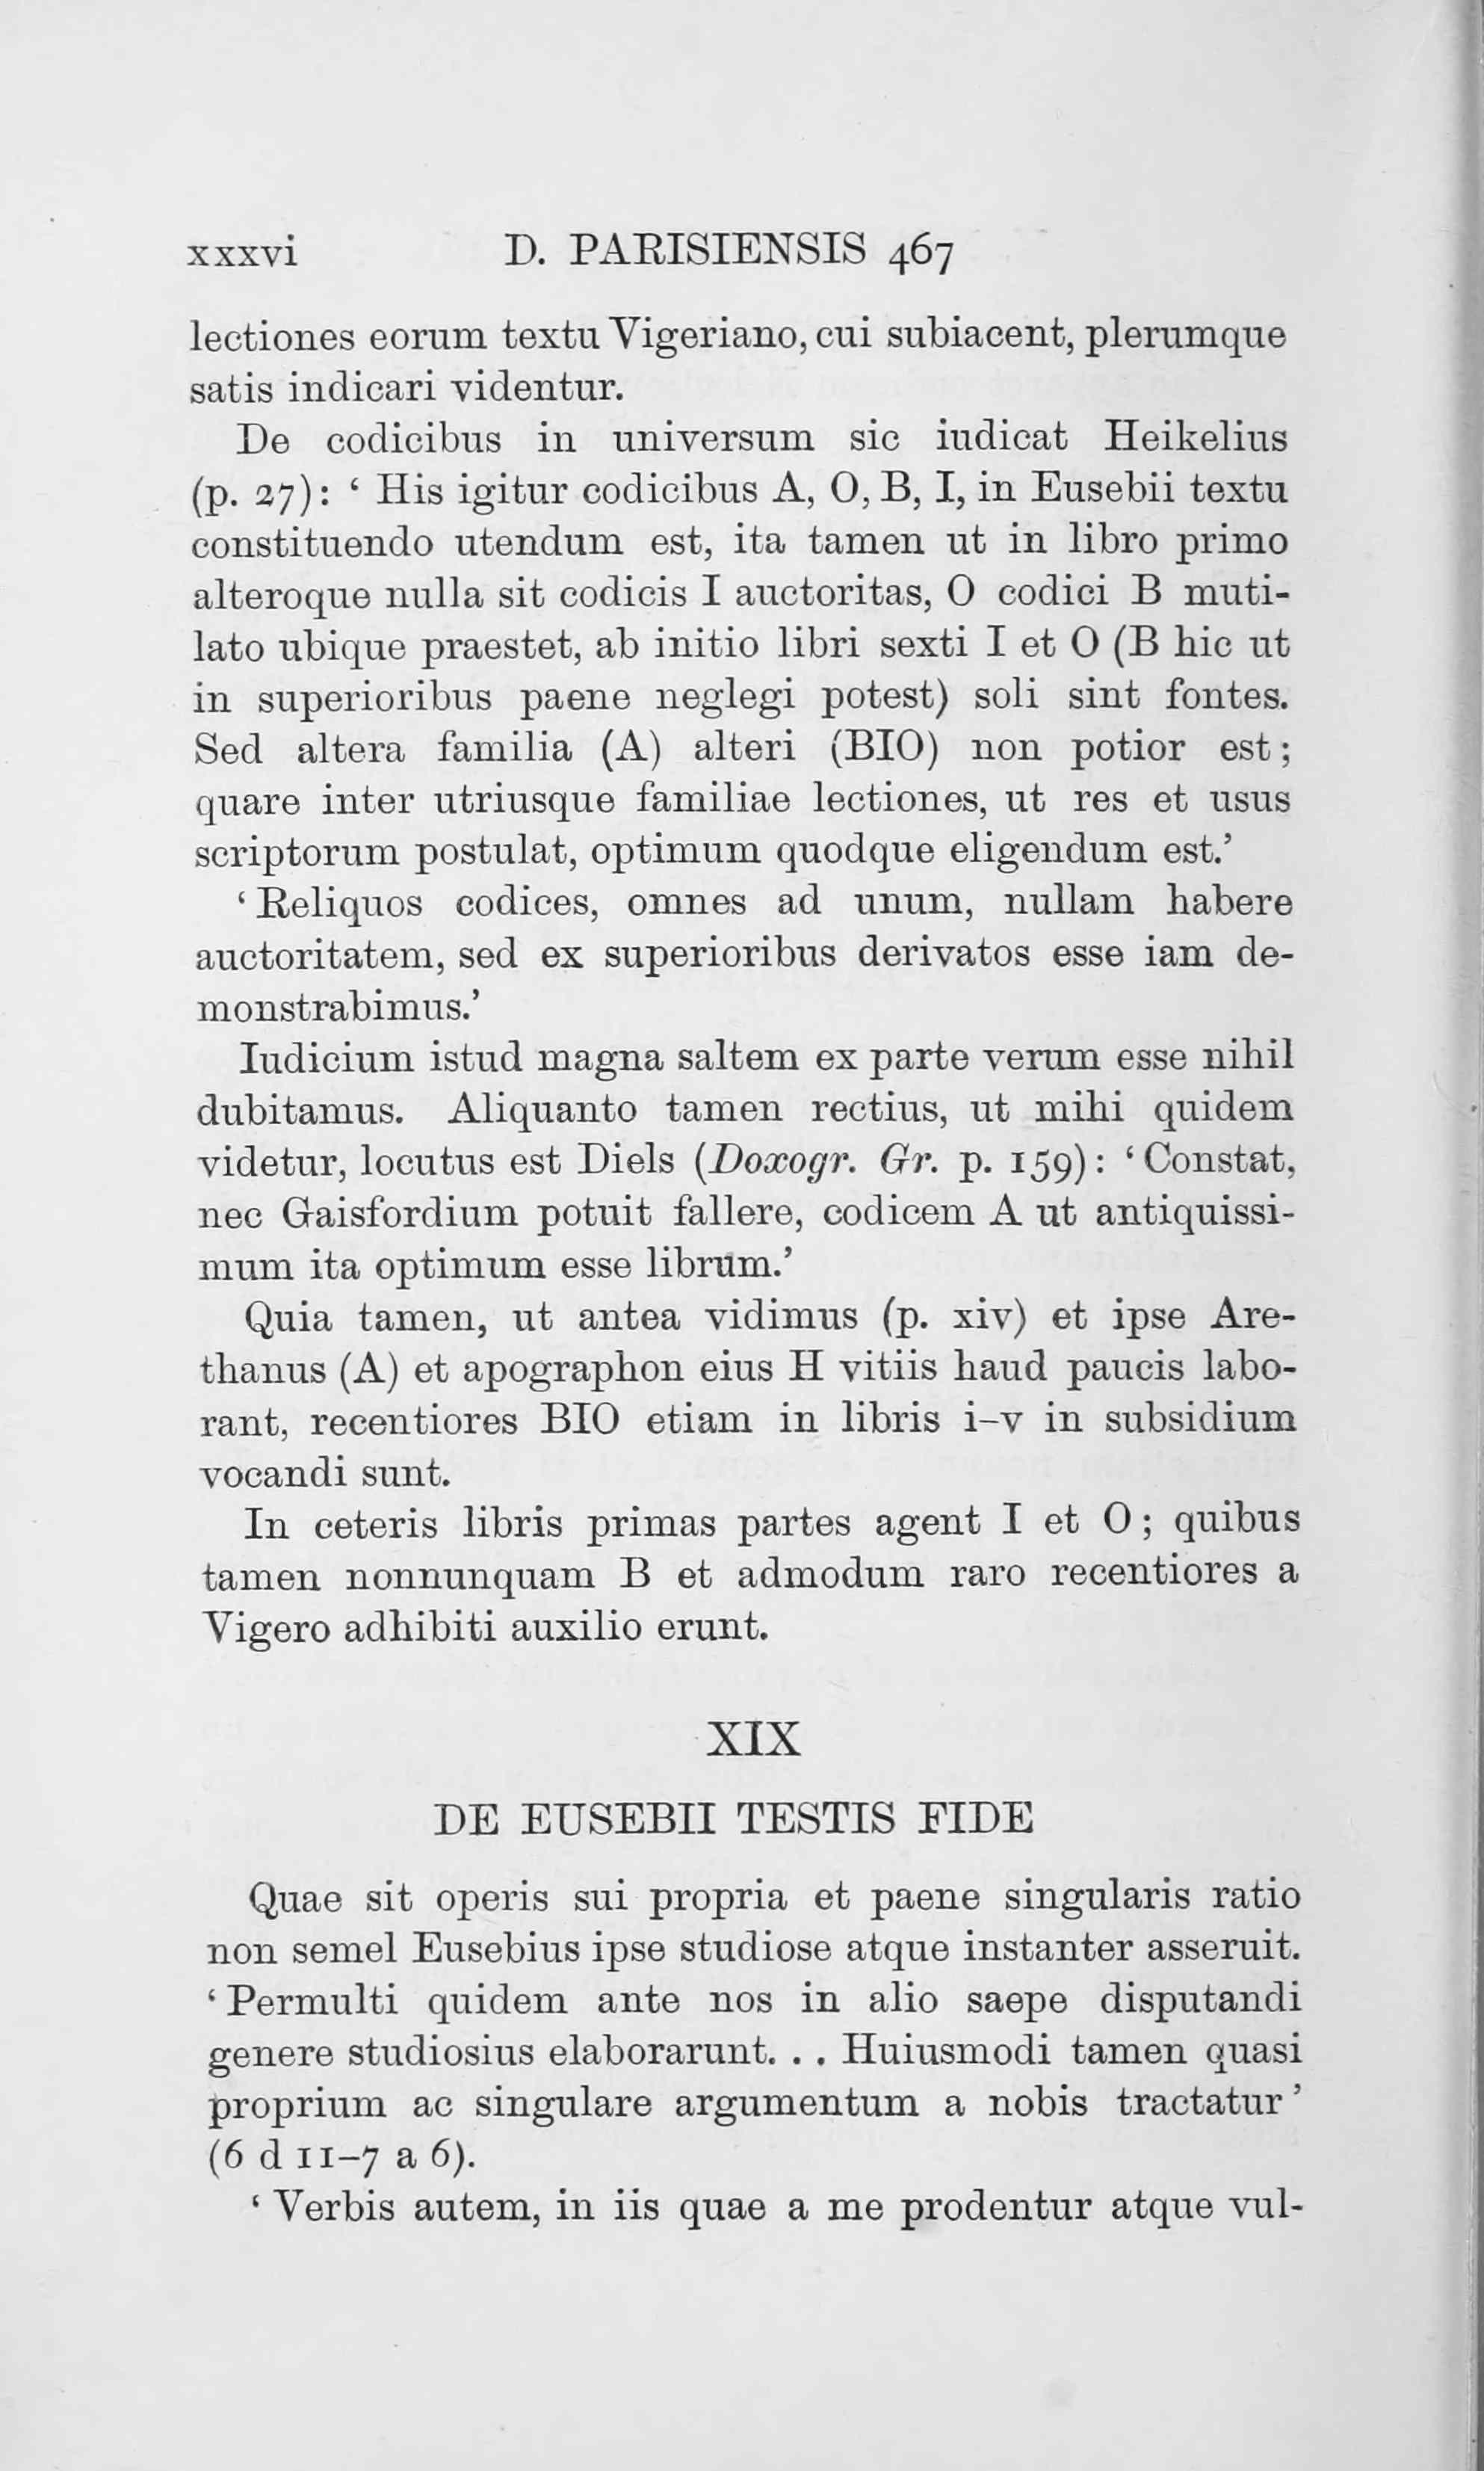 xxxvi D. PARISIENSIS 467
lectiones eorum textu Vigeriano, cui subiacent, plerumque
satis indicari videntur.
De codicibus in universum sic iudicat Heikelius
(p. 27): ‘ His igitur codicibus A, O, B, I, in Eusebii textu
constituendo utendum est, ita tamen ut in libro primo
alteroque nulla sit codicis I auctoritas, O codici B muti-
lato ubique praestet, ab initio libri sexti I et O (B hic ut
in superioribus paene neglegi potest) soli sint fontes.
Sed altera familia (A) alteri (BIO) non potior est;
quare inter utriusque familiae lectiones, ut res et usus
scriptorum postulat, optimum quodque eligendum est.’
‘ Reliquos codices, omnes ad unum, nullam habere
auctoritatem, sed ex superioribus derivatos esse iam de-
monstrabimus.’
Iudicium istud magna saltem ex parte verum esse nihil
dubitamus. Aliquanto tamen rectius, ut mihi quidem
videtur, locutus est Diels (Doxogr. Gr. p. 159): ‘ Constat,
nec Gaisfordium potuit fallere, codicem A ut antiquissi-
mum ita optimum esse librum.’
Quia tamen, ut antea vidimus (p. xiv) et ipse Are-
thanus (A) et apographon eius H vitiis haud paucis labo-
rant, recentiores BIO etiam in libris i–v in subsidium
vocandi sunt.
In ceteris libris primas partes agent I et O; quibus
tamen nonnunquam B et admodum raro recentiores a
Vigero adhibiti auxilio erunt.
XIX
DE EUSEBII TESTIS FIDE
Quae sit operis sui propria et paene singularis ratio
non semel Eusebius ipse studiose atque instanter asseruit.
‘ Permulti quidem ante nos in alio saepe disputandi
genere studiosius elaborarunt. . . Huiusmodi tamen quasi
proprium ac singulare argumentum a nobis tractatur’
(6 d 11–7 a 6).
‘ Verbis autem, in iis quae a me prodentur atque vul-